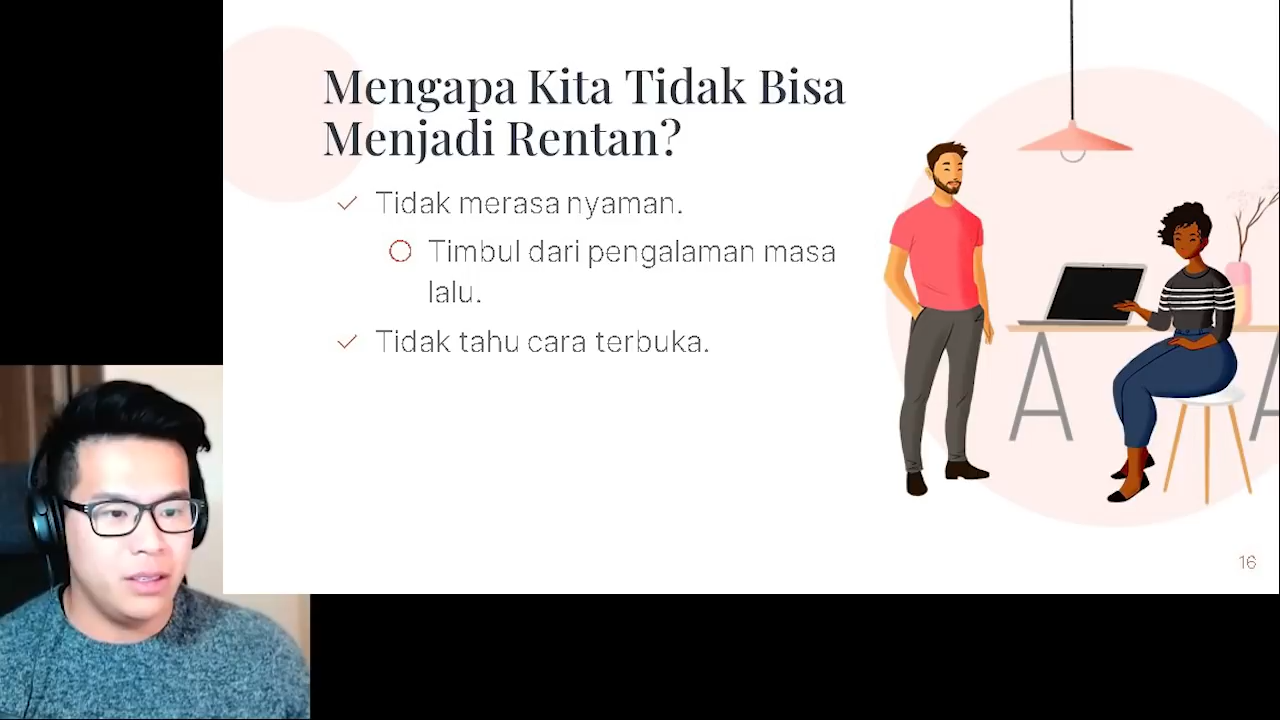 Mengapa Kita Tidak Bisa
Menjadi Rentan?
Tidak merasa nyaman.
Timbul dari pengalaman masa
lalu.
Tidak tahu cara terbuka.
16